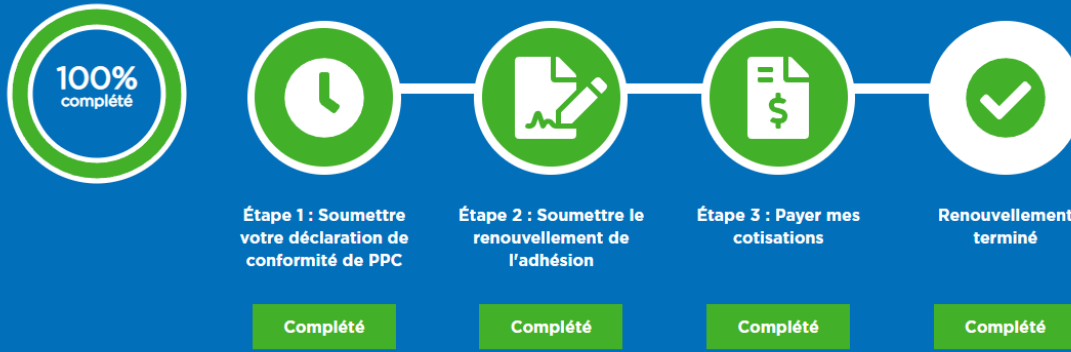 100%
complété
Étape 1 : Soumettre
votre déclaration de
conformité de PPC
Complété
Étape 2 : Soumettre le
renouvellement de
l'adhésion
Complété
$
Étape 3 : Payer mes
cotisations
Complété
Renouvellement
terminé
Complété